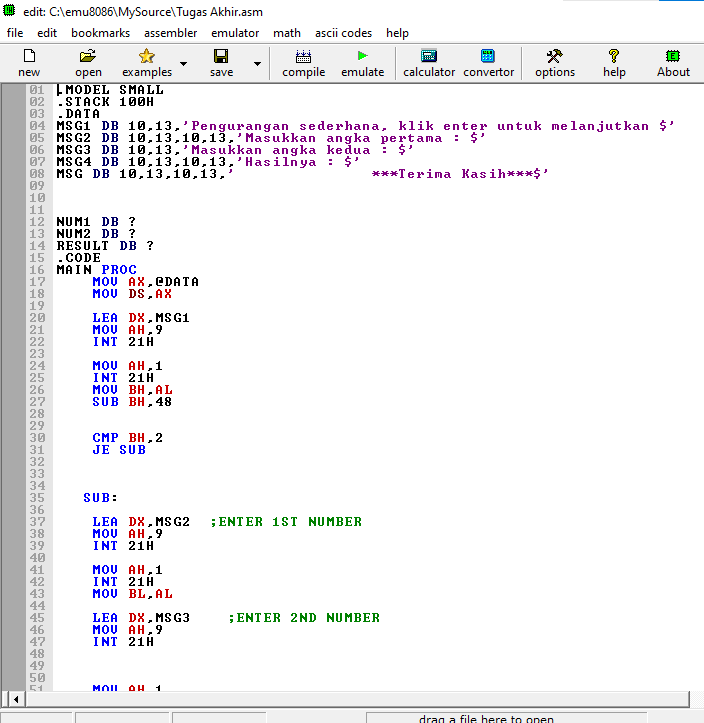 edit: C:\emu8086\MySource\Tugas Akhir.asm
file edit bookmarks assembler emulator math ascii codes help
new open examples save compile emulate calculator convertor options help About
01 .MODEL SMALL
02 .STACK 100H
03 .DATA
04 MSG1 DB 10,13,'Pengurangan sederhana, klik enter untuk melanjutkan $'
05 MSG2 DB 10,13,10,13,'Masukkan angka pertama : $'
06 MSG3 DB 10,13,'Masukkan angka kedua : $'
07 MSG4 DB 10,13,10,13,'Hasilnya : $'
08 MSG DB 10,13,10,13,' ***Terima Kasih***$'
09
10
11
12 NUM1 DB ?
13 NUM2 DB ?
14 RESULT DB ?
15 .CODE
16 MAIN PROC
17 MOV AX,@DATA
18 MOV DS,AX
19
20 LEA DX,MSG1
21 MOV AH,9
22 INT 21H
23
24 MOV AH,1
25 INT 21H
26 MOV BH,AL
27 SUB BH,48
28
29
30 CMP BH,2
31 JE SUB
32
33
34
35 SUB:
36
37 LEA DX,MSG2 ;ENTER 1ST NUMBER
38 MOV AH,9
39 INT 21H
40
41 MOV AH,1
42 INT 21H
43 MOV BL,AL
44
45 LEA DX,MSG3 ;ENTER 2ND NUMBER
46 MOV AH,9
47 INT 21H
48
49
50
51 MOV AH,1
drag a file here to open